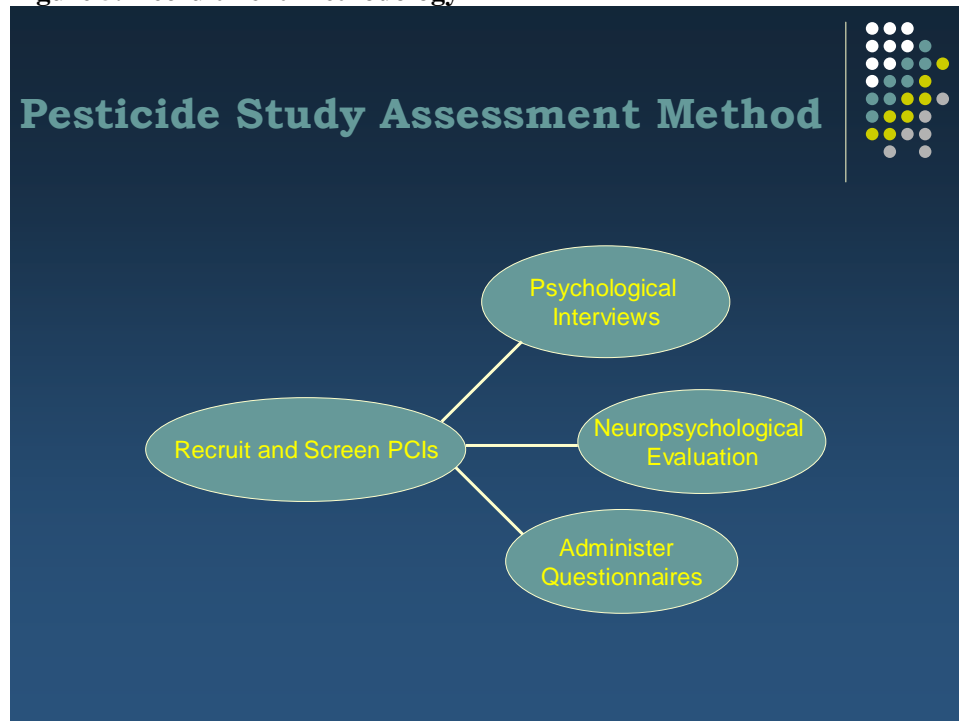 Pesticide Study Assessment Method
Psychological
Interviews
Recruit and Screen PCIs
Neuropsychological
Evaluation
Administer
Questionnaires